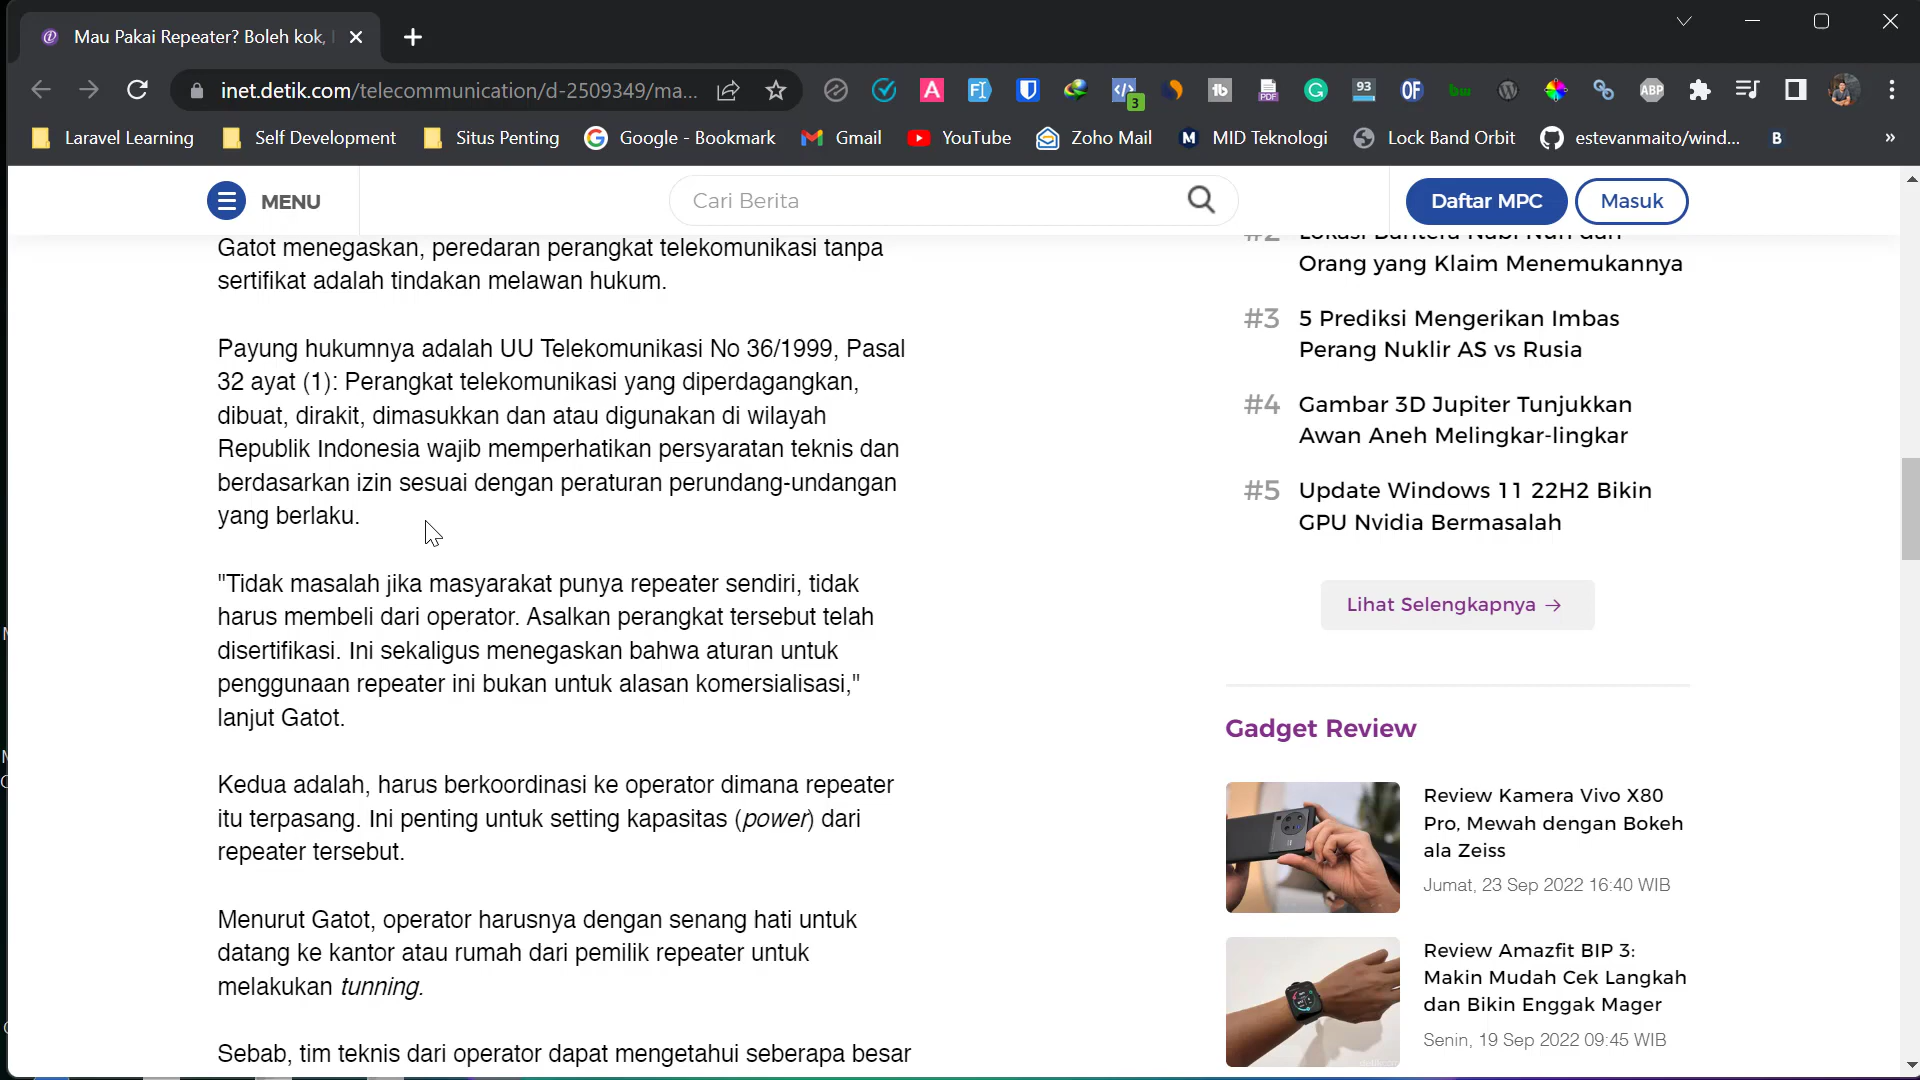 Mau Pakai Repeater? Boleh kok,
inet.detik.com/telecommunication/d-2509349/ma...
3
PDF
93
OF
bw
ABP
Laravel Learning
Self Development
Situs Penting
Google - Bookmark
Gmail
YouTube
Zoho Mail
MID Teknologi
Lock Band Orbit
estevanmaito/wind...
B
»
MENU
Cari Berita
Daftar MPC
Masuk
Gatot menegaskan, peredaran perangkat telekomunikasi tanpa
sertifikat adalah tindakan melawan hukum.
Payung hukumnya adalah UU Telekomunikasi No 36/1999, Pasal
32 ayat (1): Perangkat telekomunikasi yang diperdagangkan,
dibuat, dirakit, dimasukkan dan atau digunakan di wilayah
Republik Indonesia wajib memperhatikan persyaratan teknis dan
berdasarkan izin sesuai dengan peraturan perundang-undangan
yang berlaku.
"Tidak masalah jika masyarakat punya repeater sendiri, tidak
harus membeli dari operator. Asalkan perangkat tersebut telah
disertifikasi. Ini sekaligus menegaskan bahwa aturan untuk
penggunaan repeater ini bukan untuk alasan komersialisasi,"
lanjut Gatot.
Kedua adalah, harus berkoordinasi ke operator dimana repeater
itu terpasang. Ini penting untuk setting kapasitas (power) dari
repeater tersebut.
Menurut Gatot, operator harusnya dengan senang hati untuk
datang ke kantor atau rumah dari pemilik repeater untuk
melakukan tunning.
Sebab, tim teknis dari operator dapat mengetahui seberapa besar
#2 Lokasi Bahtera Nabi Nuh dari
Orang yang Klaim Menemukannya
#3 5 Prediksi Mengerikan Imbas
Perang Nuklir AS vs Rusia
#4 Gambar 3D Jupiter Tunjukkan
Awan Aneh Melingkar-lingkar
#5 Update Windows 11 22H2 Bikin
GPU Nvidia Bermasalah
Lihat Selengkapnya →
Gadget Review
Review Kamera Vivo X80
Pro, Mewah dengan Bokeh
ala Zeiss
Jumat, 23 Sep 2022 16:40 WIB
Review Amazfit BIP 3:
Makin Mudah Cek Langkah
dan Bikin Enggak Mager
Senin, 19 Sep 2022 09:45 WIB